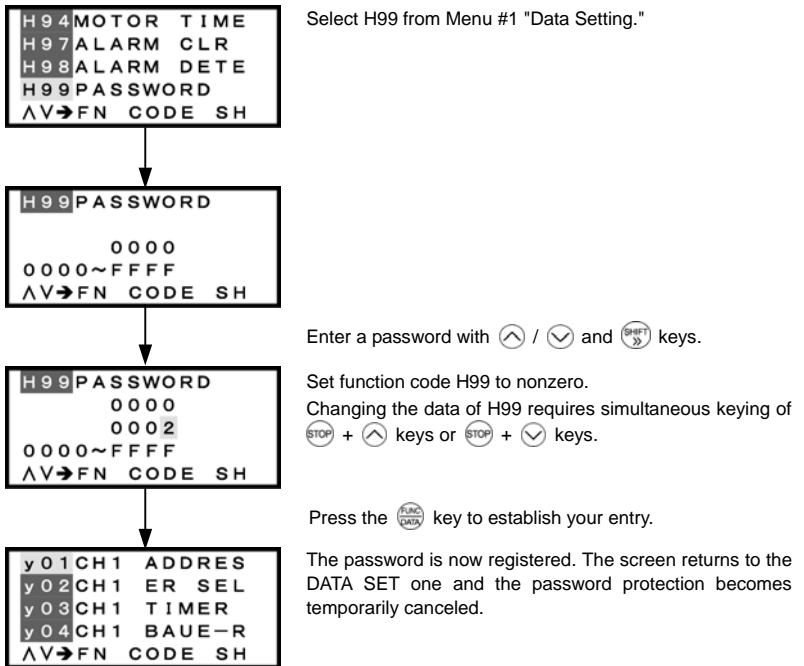 H94MOTOR TIME
H97ALARM CLR
H98ALARM DETE
H99PASSWORD
∧∨➔FN CODE SH
Select H99 from Menu #1 "Data Setting."
H99PASSWORD
0000
0000~FFFF
∧∨➔FN CODE SH
Enter a password with ∧ / ∨ and SHIFT » keys.
H99PASSWORD
0000
0002
0000~FFFF
∧∨➔FN CODE SH
Set function code H99 to nonzero.
Changing the data of H99 requires simultaneous keying of
STOP + ∧ keys or STOP + ∨ keys.
Press the FUNC DATA key to establish your entry.
y01CH1 ADDRES
y02CH1 ER SEL
y03CH1 TIMER
y04CH1 BAUE-R
∧∨➔FN CODE SH
The password is now registered. The screen returns to the
DATA SET one and the password protection becomes
temporarily canceled.